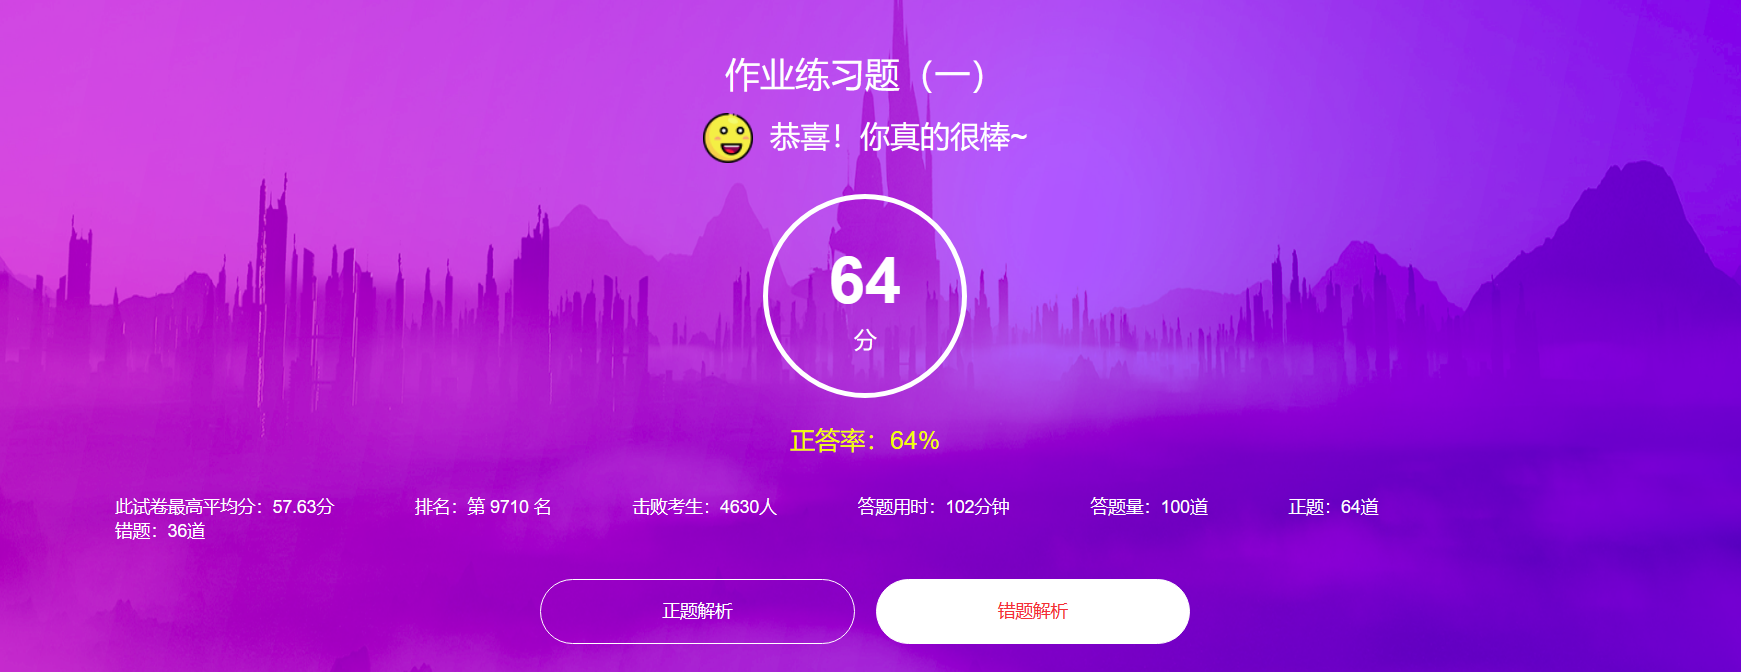 作业练习题（一）
恭喜！你真的很棒~
64
分
正答率：64%
此试卷最高平均分：57.63分 排名：第 9710 名 击败考生：4630人 答题用时：102分钟 答题量：100道 正题：64道
错题：36道
正题解析 错题解析